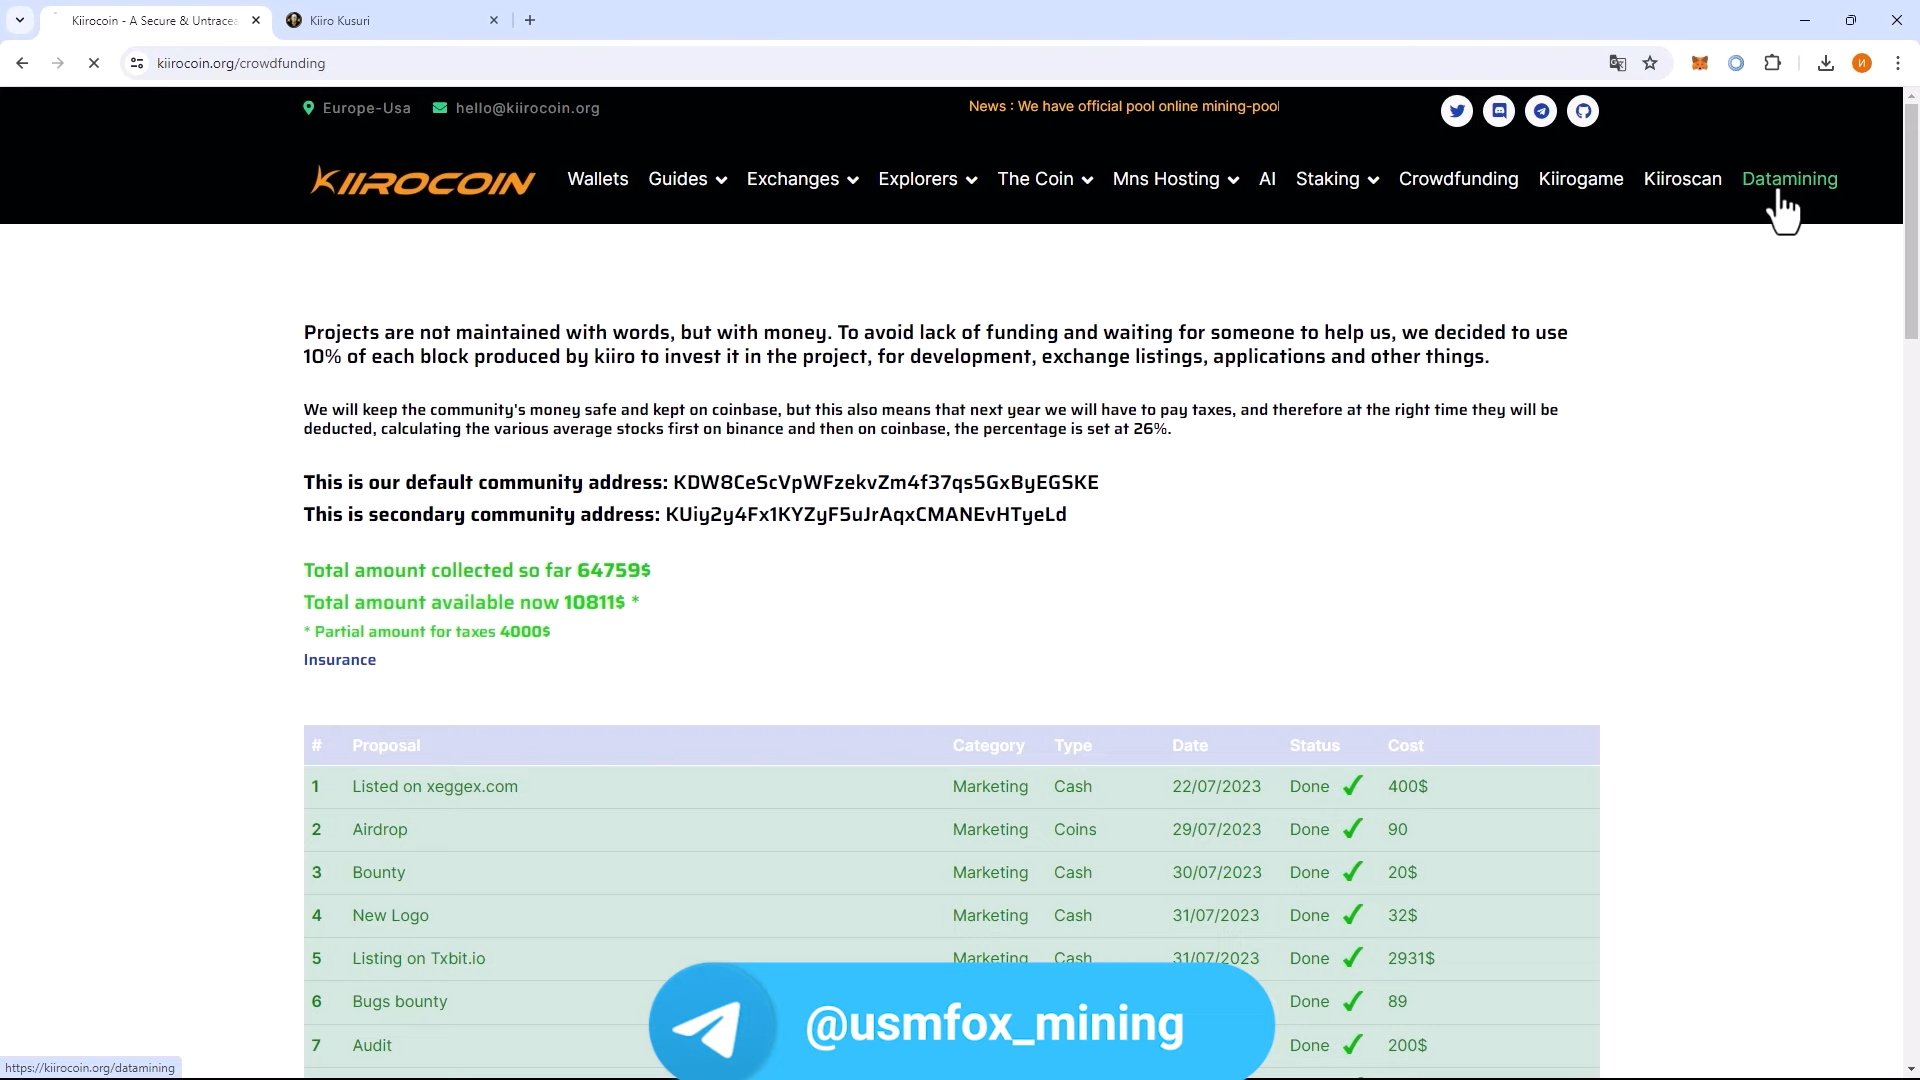 Kiirocoin - A Secure & Untracea
Kiiro Kusuri
kiirocoin.org/crowdfunding
И
Europe-Usa
hello@kiirocoin.org
News : We have official pool online mining-pool
KIIROCOIN
Wallets
Guides
Exchanges
Explorers
The Coin
Mns Hosting
AI
Staking
Crowdfunding
Kiirogame
Kiiroscan
Datamining
Projects are not maintained with words, but with money. To avoid lack of funding and waiting for someone to help us, we decided to use
10% of each block produced by kiiro to invest it in the project, for development, exchange listings, applications and other things.
We will keep the community's money safe and kept on coinbase, but this also means that next year we will have to pay taxes, and therefore at the right time they will be
deducted, calculating the various average stocks first on binance and then on coinbase, the percentage is set at 26%.
This is our default community address: KDW8CeScVpWFzekvZm4f37qs5GxByEGSKE
This is secondary community address: KUiy2y4Fx1KYZyF5uJrAqxCMANEvHTyeLd
Total amount collected so far 64759$
Total amount available now 10811$ *
* Partial amount for taxes 4000$
Insurance
# Proposal Category Type Date Status Cost
1 Listed on xeggex.com Marketing Cash 22/07/2023 Done 400$
2 Airdrop Marketing Coins 29/07/2023 Done 90
3 Bounty Marketing Cash 30/07/2023 Done 20$
4 New Logo Marketing Cash 31/07/2023 Done 32$
5 Listing on Txbit.io Marketing Cash 31/07/2023 Done 2931$
6 Bugs bounty Done 89
7 Audit Done 200$
@usmfox_mining
https://kiirocoin.org/datamining